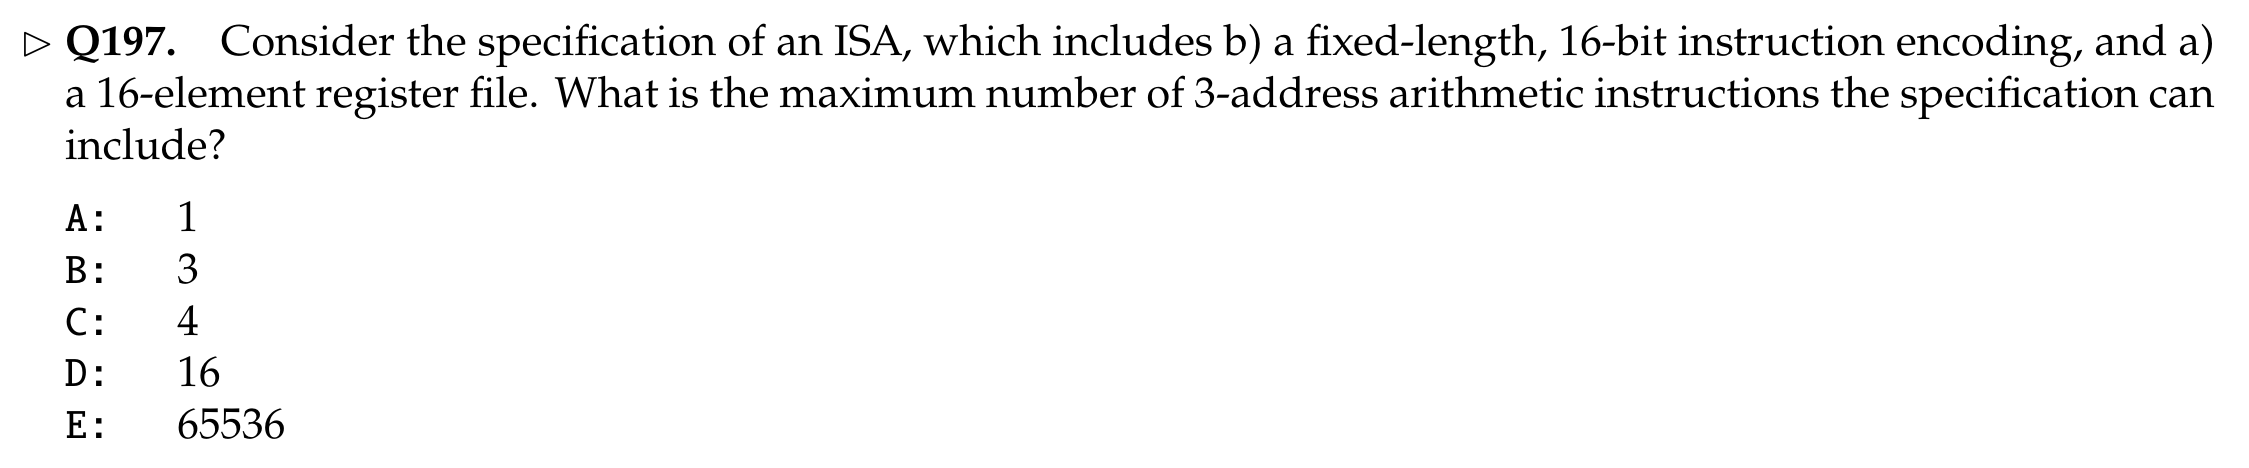 ▷ Q197. Consider the specification of an ISA, which includes b) a fixed-length, 16-bit instruction encoding, and a)
a 16-element register file. What is the maximum number of 3-address arithmetic instructions the specification can
include?
A: 1
B: 3
C: 4
D: 16
E: 65536